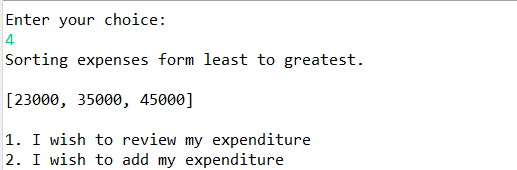 Enter your choice:
4
Sorting expenses form least to greatest.
[23000, 35000, 45000]
1. I wish to review my expenditure
2. I wish to add my expenditure